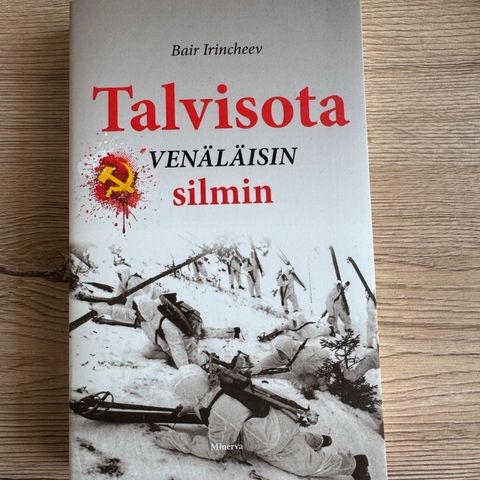 Bair Irincheev
Talvisota
VENÄLÄISIN
silmin
Minerva